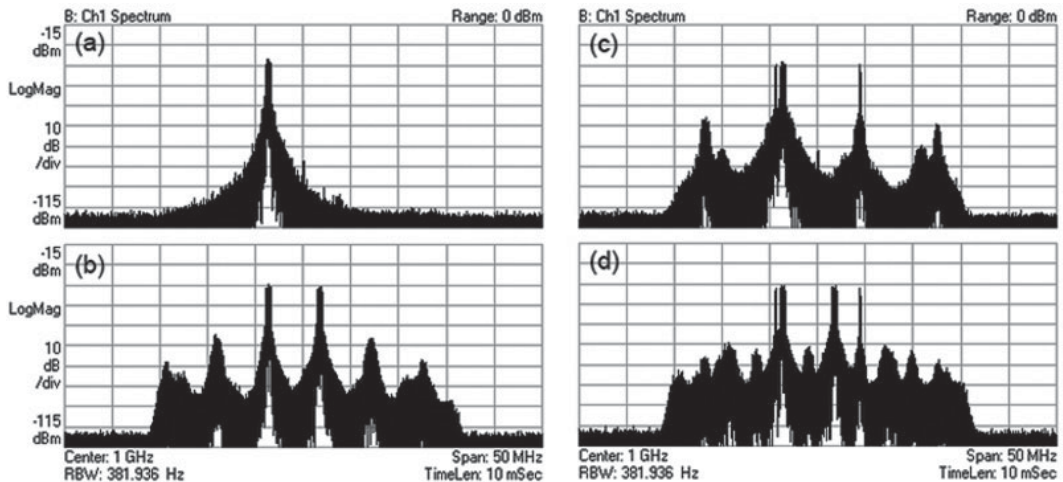 B: Ch1 Spectrum Range: 0 dBm
-15
dBm
(a)
LogMag
10
dB
/div
-115
dBm
(c)
B: Ch1 Spectrum Range: 0 dBm
-15
dBm
(b)
LogMag
10
dB
/div
-115
dBm
Center: 1 GHz Span: 50 MHz
RBW: 381.936 Hz TimeLen: 10 mSec
(d)
Center: 1 GHz Span: 50 MHz
RBW: 381.936 Hz TimeLen: 10 mSec